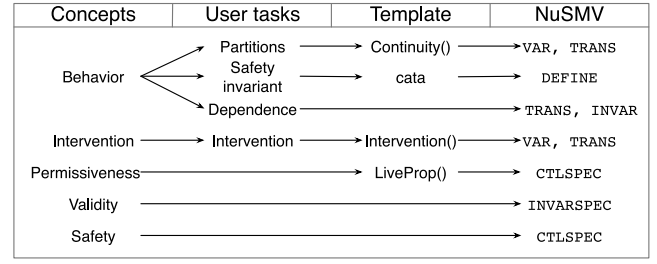 Concepts User tasks Template NuSMV
Partitions Continuity() VAR, TRANS
Behavior Safety invariant cata DEFINE
Dependence TRANS, INVAR
Intervention Intervention Intervention() VAR, TRANS
Permissiveness LiveProp() CTLSPEC
Validity INVARSPEC
Safety CTLSPEC